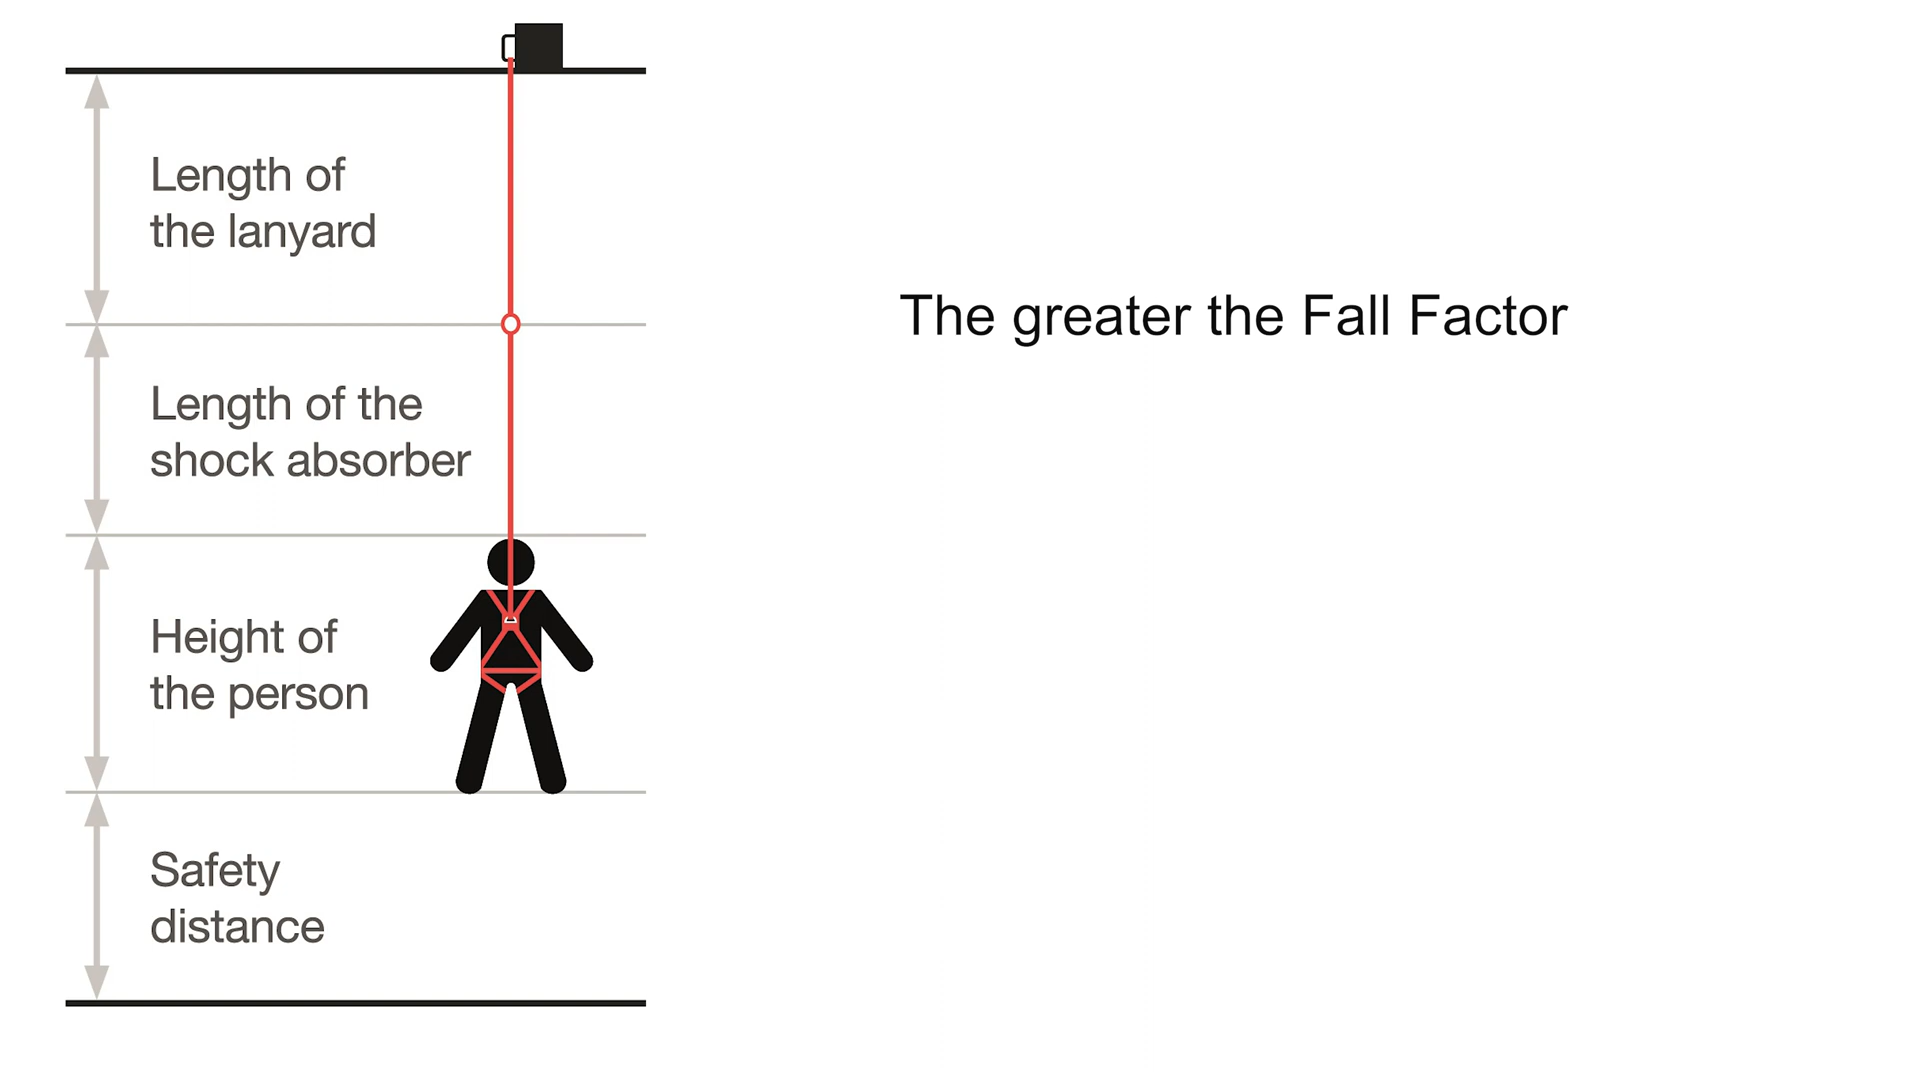 Length of
the lanyard
Length of the
shock absorber
Height of
the person
Safety
distance
The greater the Fall Factor